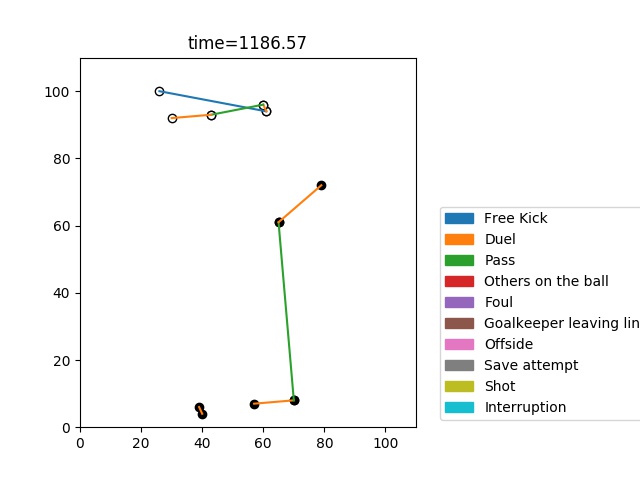 time=1186.57
100
80
60
40
20
0
0 20 40 60 80 100
Free Kick
Duel
Pass
Others on the ball
Foul
Goalkeeper leaving lin
Offside
Save attempt
Shot
Interruption